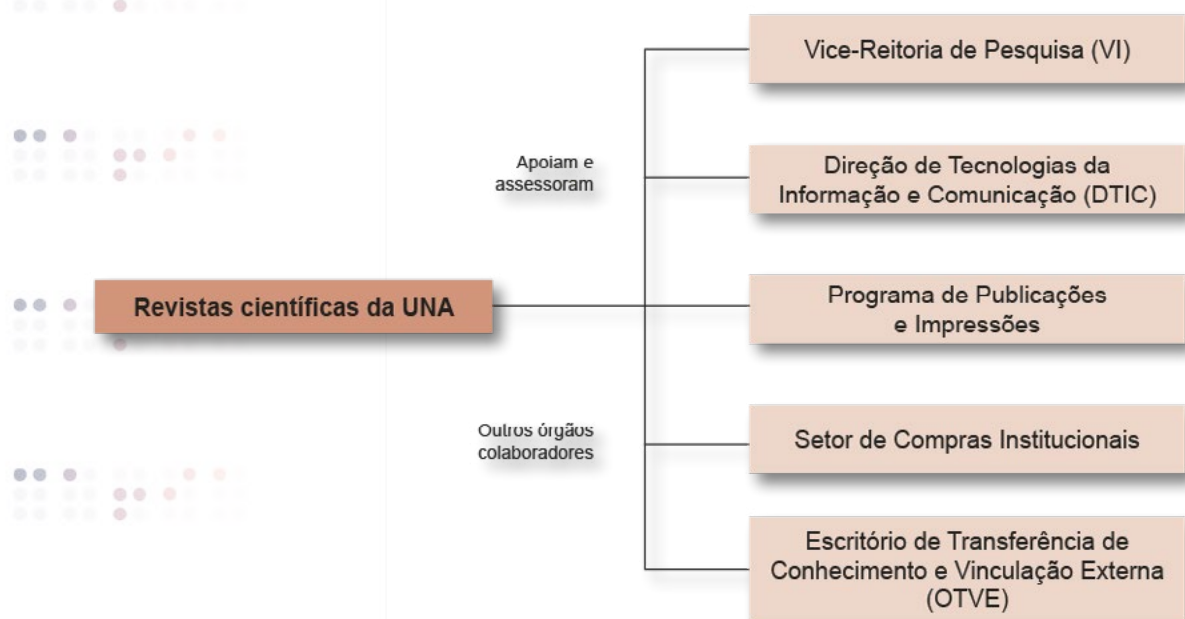 Vice-Reitoria de Pesquisa (VI)
Apoiam e
assessoram
Direção de Tecnologias da
Informação e Comunicação (DTIC)
Revistas científicas da UNA
Programa de Publicações
e Impressões
Outros órgãos
colaboradores
Setor de Compras Institucionais
Escritório de Transferência de
Conhecimento e Vinculação Externa
(OTVE)